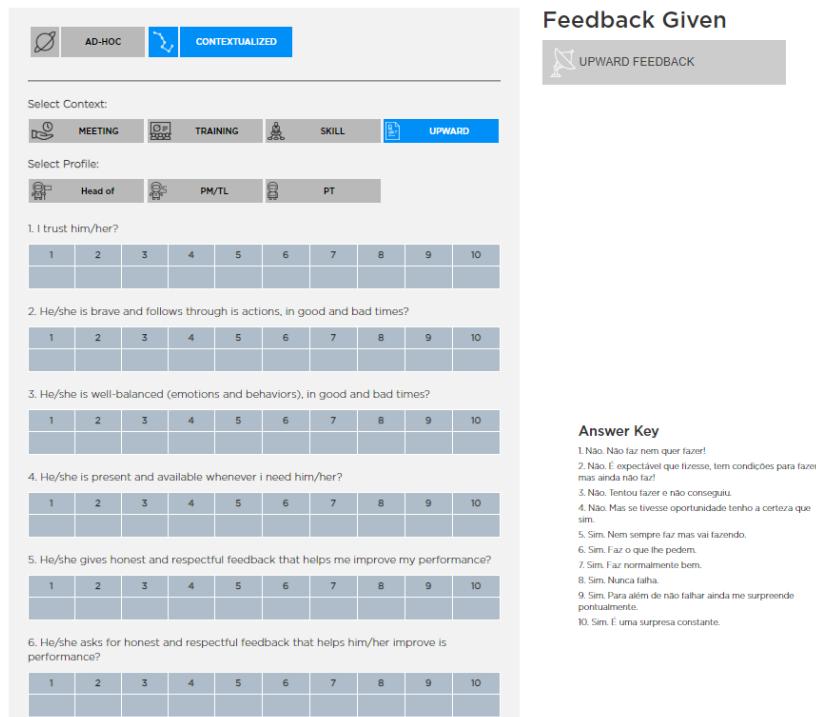 AD-HOC
CONTEXTUALIZED
Select Context:
MEETING
TRAINING
SKILL
UPWARD
Select Profile:
Head of
PM/TL
PT
1. I trust him/her?
1 2 3 4 5 6 7 8 9 10
2. He/she is brave and follows through is actions, in good and bad times?
1 2 3 4 5 6 7 8 9 10
3. He/she is well-balanced (emotions and behaviors), in good and bad times?
1 2 3 4 5 6 7 8 9 10
4. He/she is present and available whenever i need him/her?
1 2 3 4 5 6 7 8 9 10
5. He/she gives honest and respectful feedback that helps me improve my performance?
1 2 3 4 5 6 7 8 9 10
6. He/she asks for honest and respectful feedback that helps him/her improve is
performance?
1 2 3 4 5 6 7 8 9 10
Feedback Given
UPWARD FEEDBACK
Answer Key
1. Não. Não faz nem quer fazer!
2. Não. É expectável que fizesse, tem condições para fazer
mas ainda não faz!
3. Não. Tentou fazer e não conseguiu.
4. Não. Mas se tivesse oportunidade tenho a certeza que
sim.
5. Sim. Nem sempre faz mas vai fazendo.
6. Sim. Faz o que lhe pedem.
7. Sim. Faz normalmente bem.
8. Sim. Nunca falha.
9. Sim. Para além de não falhar ainda me surpreende
pontualmente.
10. Sim. É uma surpresa constante.